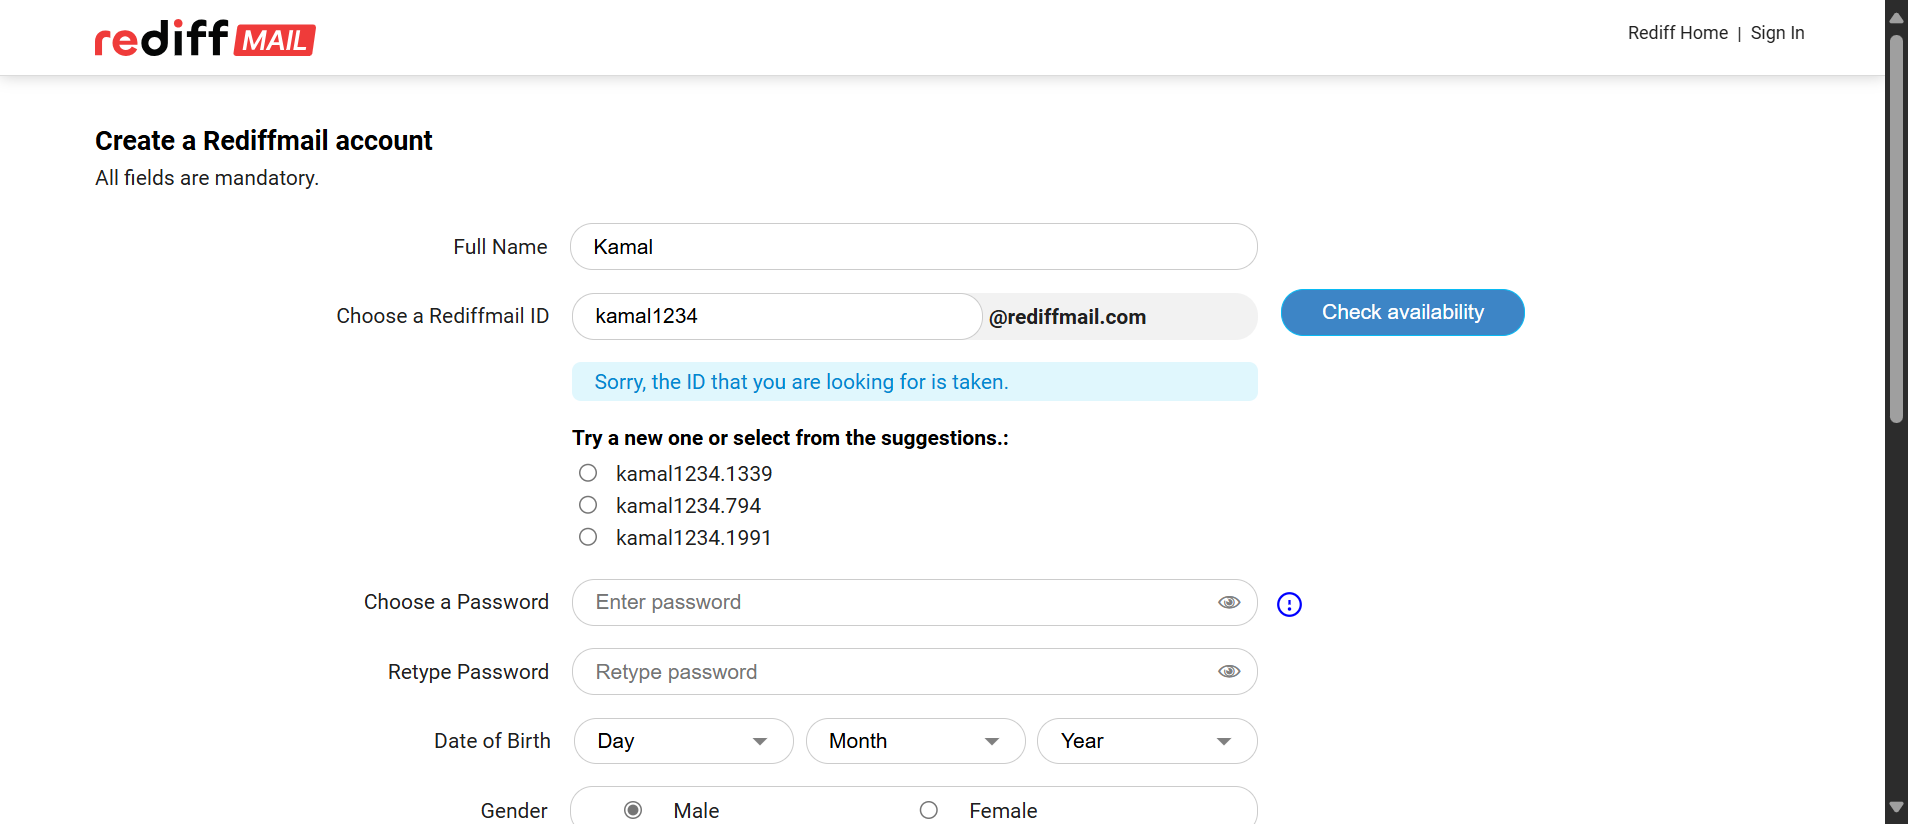 rediff MAIL
Rediff Home | Sign In
Create a Rediffmail account
All fields are mandatory.
Full Name Kamal
Choose a Rediffmail ID kamal1234 @rediffmail.com Check availability
Sorry, the ID that you are looking for is taken.
Try a new one or select from the suggestions.:
kamal1234.1339
kamal1234.794
kamal1234.1991
Choose a Password Enter password
Retype Password Retype password
Date of Birth Day Month Year
Gender Male Female